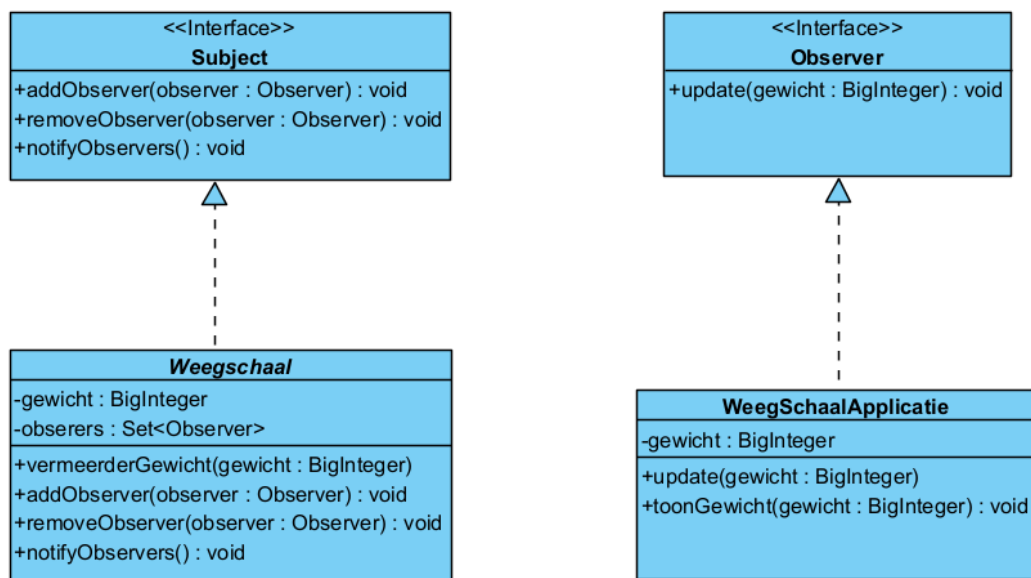 <<Interface>>
Subject
+addObserver(observer : Observer) : void
+removeObserver(observer : Observer) : void
+notifyObservers() : void
<<Interface>>
Observer
+update(gewicht : BigInteger) : void
Weegschaal
-gewicht : BigInteger
-obserers : Set<Observer>
+vermeerderGewicht(gewicht : BigInteger)
+addObserver(observer : Observer) : void
+removeObserver(observer : Observer) : void
+notifyObservers() : void
WeegSchaalApplicatie
-gewicht : BigInteger
+update(gewicht : BigInteger)
+toonGewicht(gewicht : BigInteger) : void